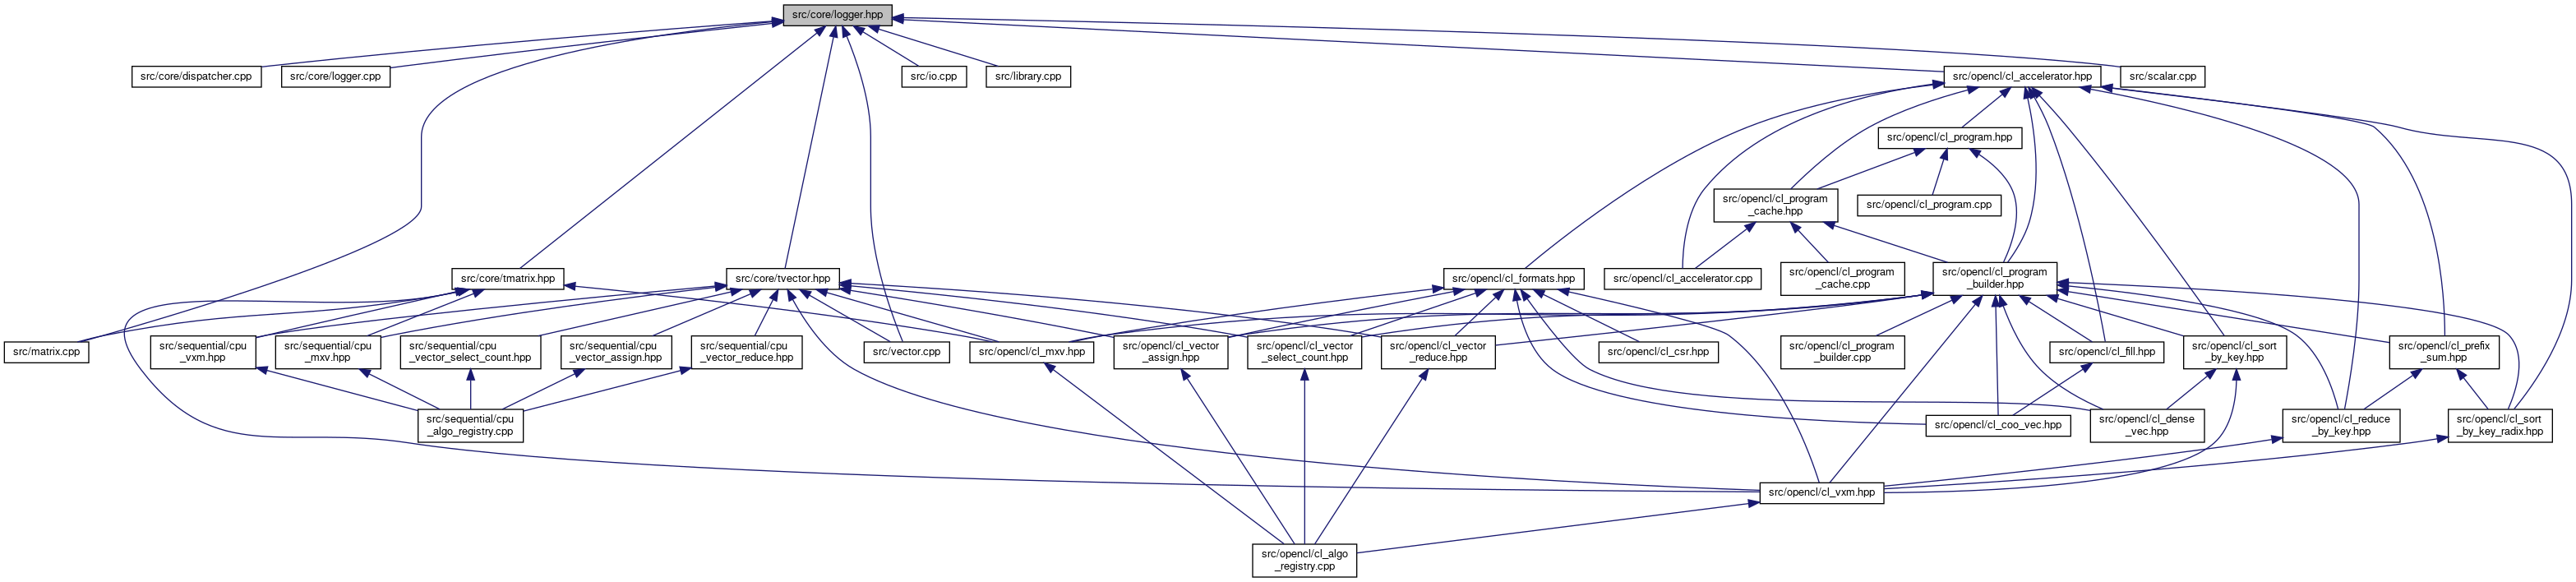 src/core/logger.hpp
src/core/dispatcher.cpp
src/core/logger.cpp
src/io.cpp
src/library.cpp
src/opencl/cl_accelerator.hpp
src/scalar.cpp
src/opencl/cl_program.hpp
src/opencl/cl_program
_cache.hpp
src/opencl/cl_program.cpp
src/core/tmatrix.hpp
src/core/tvector.hpp
src/opencl/cl_formats.hpp
src/opencl/cl_accelerator.cpp
src/opencl/cl_program
_cache.cpp
src/opencl/cl_program
_builder.hpp
src/matrix.cpp
src/sequential/cpu
_vxm.hpp
src/sequential/cpu
_mxv.hpp
src/sequential/cpu
_vector_select_count.hpp
src/sequential/cpu
_vector_assign.hpp
src/sequential/cpu
_vector_reduce.hpp
src/vector.cpp
src/opencl/cl_mxv.hpp
src/opencl/cl_vector
_assign.hpp
src/opencl/cl_vector
_select_count.hpp
src/opencl/cl_vector
_reduce.hpp
src/opencl/cl_csr.hpp
src/opencl/cl_program
_builder.cpp
src/opencl/cl_fill.hpp
src/opencl/cl_sort
_by_key.hpp
src/opencl/cl_prefix
_sum.hpp
src/sequential/cpu
_algo_registry.cpp
src/opencl/cl_coo_vec.hpp
src/opencl/cl_dense
_vec.hpp
src/opencl/cl_reduce
_by_key.hpp
src/opencl/cl_sort
_by_key_radix.hpp
src/opencl/cl_vxm.hpp
src/opencl/cl_algo
_registry.cpp